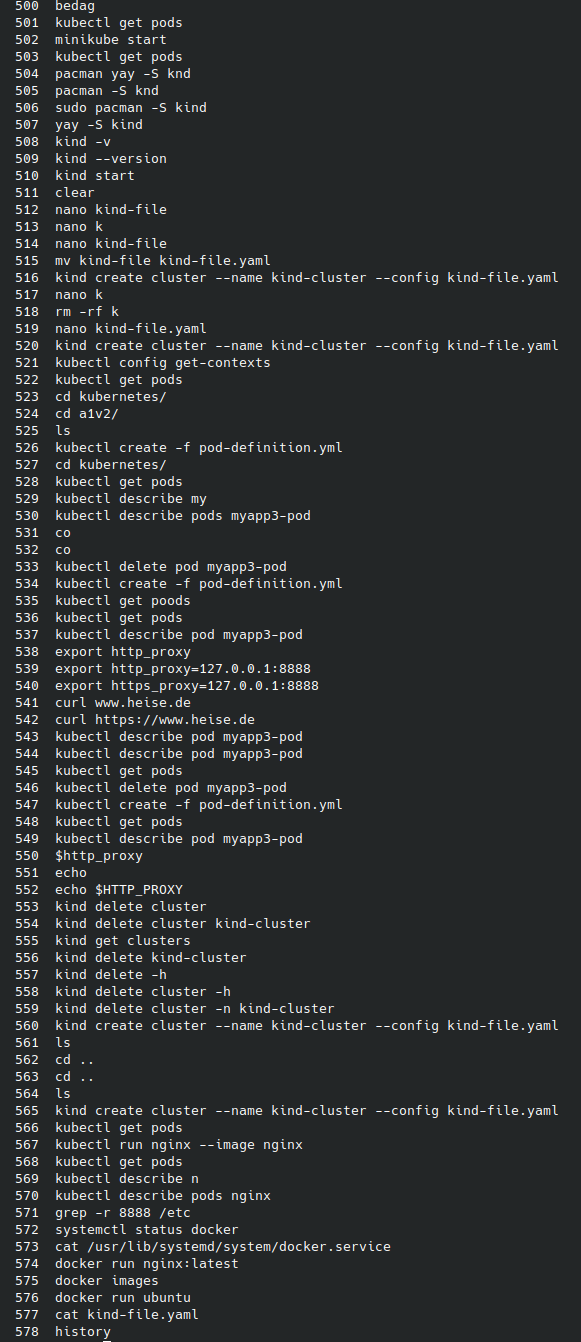 500 bedag
501 kubectl get pods
502 minikube start
503 kubectl get pods
504 pacman yay -S knd
505 pacman -S knd
506 sudo pacman -S kind
507 yay -S kind
508 kind -v
509 kind --version
510 kind start
511 clear
512 nano kind-file
513 nano k
514 nano kind-file
515 mv kind-file kind-file.yaml
516 kind create cluster --name kind-cluster --config kind-file.yaml
517 nano k
518 rm -rf k
519 nano kind-file.yaml
520 kind create cluster --name kind-cluster --config kind-file.yaml
521 kubectl config get-contexts
522 kubectl get pods
523 cd kubernetes/
524 cd a1v2/
525 ls
526 kubectl create -f pod-definition.yml
527 cd kubernetes/
528 kubectl get pods
529 kubectl describe my
530 kubectl describe pods myapp3-pod
531 co
532 co
533 kubectl delete pod myapp3-pod
534 kubectl create -f pod-definition.yml
535 kubectl get poods
536 kubectl get pods
537 kubectl describe pod myapp3-pod
538 export http_proxy
539 export http_proxy=127.0.0.1:8888
540 export https_proxy=127.0.0.1:8888
541 curl www.heise.de
542 curl https://www.heise.de
543 kubectl describe pod myapp3-pod
544 kubectl describe pod myapp3-pod
545 kubectl get pods
546 kubectl delete pod myapp3-pod
547 kubectl create -f pod-definition.yml
548 kubectl get pods
549 kubectl describe pod myapp3-pod
550 $http_proxy
551 echo
552 echo $HTTP_PROXY
553 kind delete cluster
554 kind delete cluster kind-cluster
555 kind get clusters
556 kind delete kind-cluster
557 kind delete -h
558 kind delete cluster -h
559 kind delete cluster -n kind-cluster
560 kind create cluster --name kind-cluster --config kind-file.yaml
561 ls
562 cd ..
563 cd ..
564 ls
565 kind create cluster --name kind-cluster --config kind-file.yaml
566 kubectl get pods
567 kubectl run nginx --image nginx
568 kubectl get pods
569 kubectl describe n
570 kubectl describe pods nginx
571 grep -r 8888 /etc
572 systemctl status docker
573 cat /usr/lib/systemd/system/docker.service
574 docker run nginx:latest
575 docker images
576 docker run ubuntu
577 cat kind-file.yaml
578 history